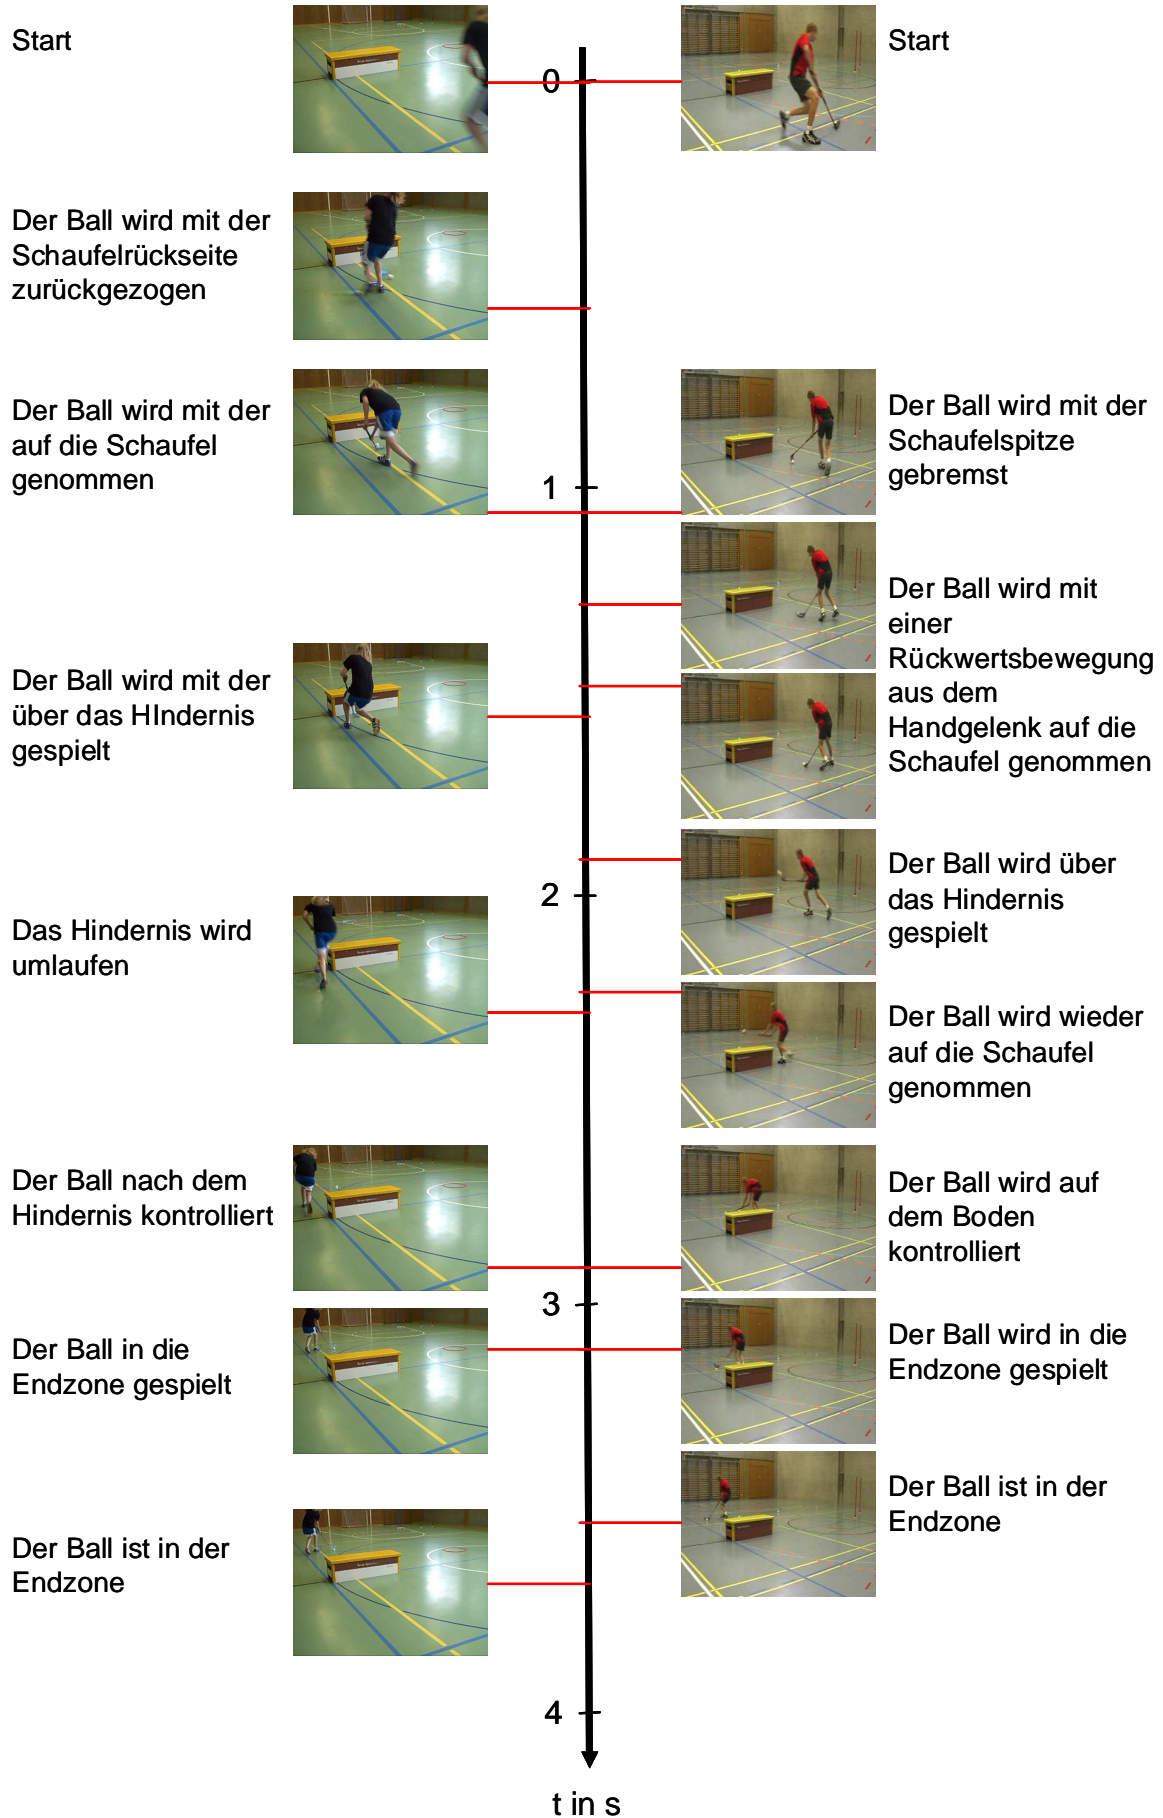 Start
0
Start
Der Ball wird mit der
Schaufelrückseite
zurückgezogen
Der Ball wird mit der
auf die Schaufel
genommen
1
Der Ball wird mit der
Schaufelspitze
gebremst
Der Ball wird mit
einer
Rückwertsbewegung
aus dem
Handgelenk auf die
Schaufel genommen
Der Ball wird mit der
über das HIndernis
gespielt
2
Der Ball wird über
das Hindernis
gespielt
Das Hindernis wird
umlaufen
Der Ball wird wieder
auf die Schaufel
genommen
Der Ball nach dem
Hindernis kontrolliert
Der Ball wird auf
dem Boden
kontrolliert
3
Der Ball in die
Endzone gespielt
Der Ball wird in die
Endzone gespielt
Der Ball ist in der
Endzone
Der Ball ist in der
Endzone
4
t in s